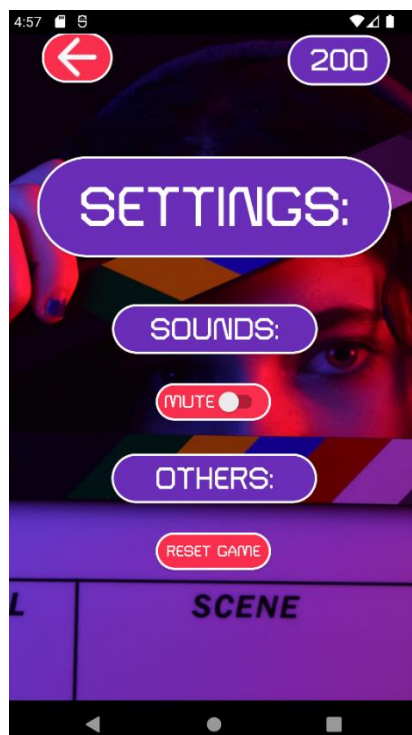 4:57
200
SETTINGS:
SOUNDS:
MUTE
OTHERS:
RESET GAME
L
SCENE